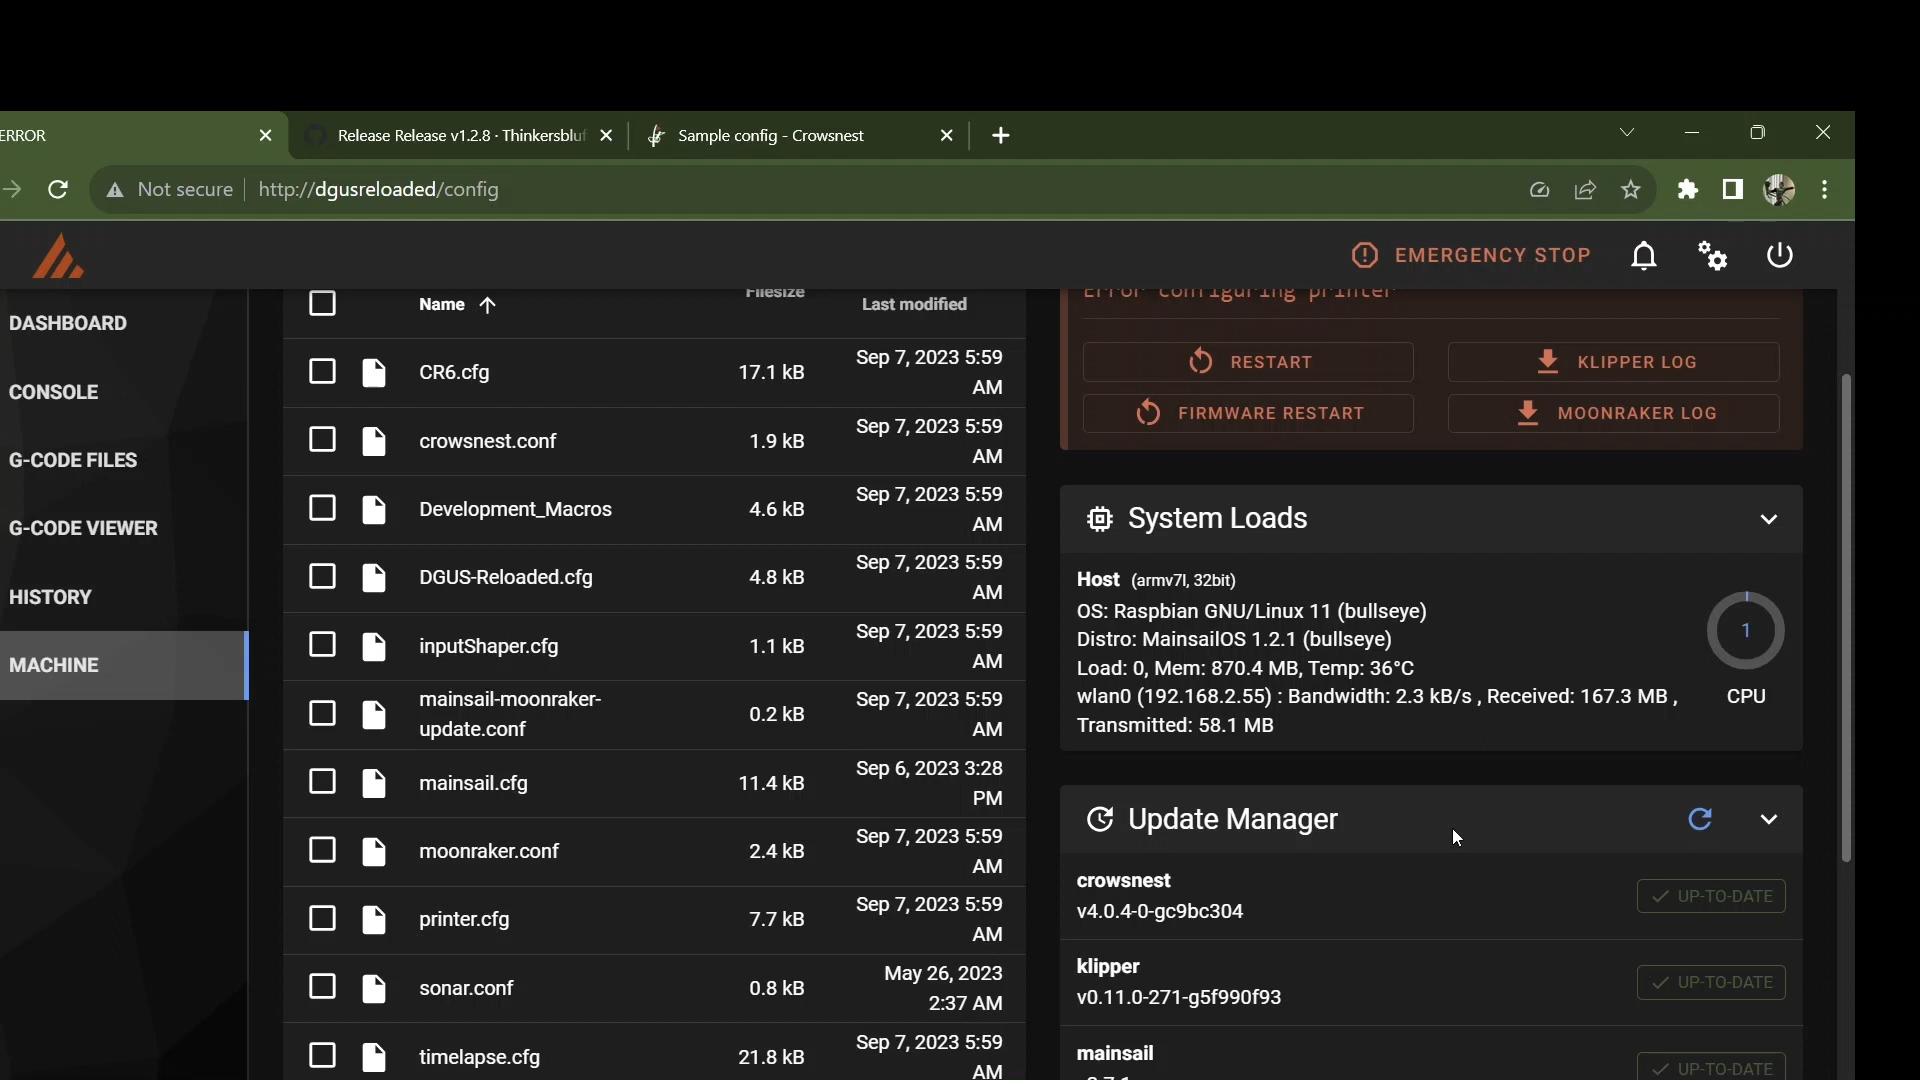 ERROR
Release Release v1.2.8 · Thinkersbluf
Sample config - Crowsnest
Not secure
http://dgusreloaded/config
EMERGENCY STOP
DASHBOARD
CONSOLE
G-CODE FILES
G-CODE VIEWER
HISTORY
MACHINE
Name
Filesize
Last modified
CR6.cfg
17.1 kB
Sep 7, 2023 5:59
AM
crowsnest.conf
1.9 kB
Sep 7, 2023 5:59
AM
Development_Macros
4.6 kB
Sep 7, 2023 5:59
AM
DGUS-Reloaded.cfg
4.8 kB
Sep 7, 2023 5:59
AM
inputShaper.cfg
1.1 kB
Sep 7, 2023 5:59
AM
mainsail-moonraker-
update.conf
0.2 kB
Sep 7, 2023 5:59
AM
mainsail.cfg
11.4 kB
Sep 6, 2023 3:28
PM
moonraker.conf
2.4 kB
Sep 7, 2023 5:59
AM
printer.cfg
7.7 kB
Sep 7, 2023 5:59
AM
sonar.conf
0.8 kB
May 26, 2023
2:37 AM
timelapse.cfg
21.8 kB
Sep 7, 2023 5:59
AM
Error configuring printer
RESTART
KLIPPER LOG
FIRMWARE RESTART
MOONRAKER LOG
System Loads
Host (armv7l, 32bit)
OS: Raspbian GNU/Linux 11 (bullseye)
Distro: MainsailOS 1.2.1 (bullseye)
Load: 0, Mem: 870.4 MB, Temp: 36°C
wlan0 (192.168.2.55) : Bandwidth: 2.3 kB/s , Received: 167.3 MB ,
Transmitted: 58.1 MB
1
CPU
Update Manager
crowsnest
v4.0.4-0-gc9bc304
UP-TO-DATE
klipper
v0.11.0-271-g5f990f93
UP-TO-DATE
mainsail
UP-TO-DATE